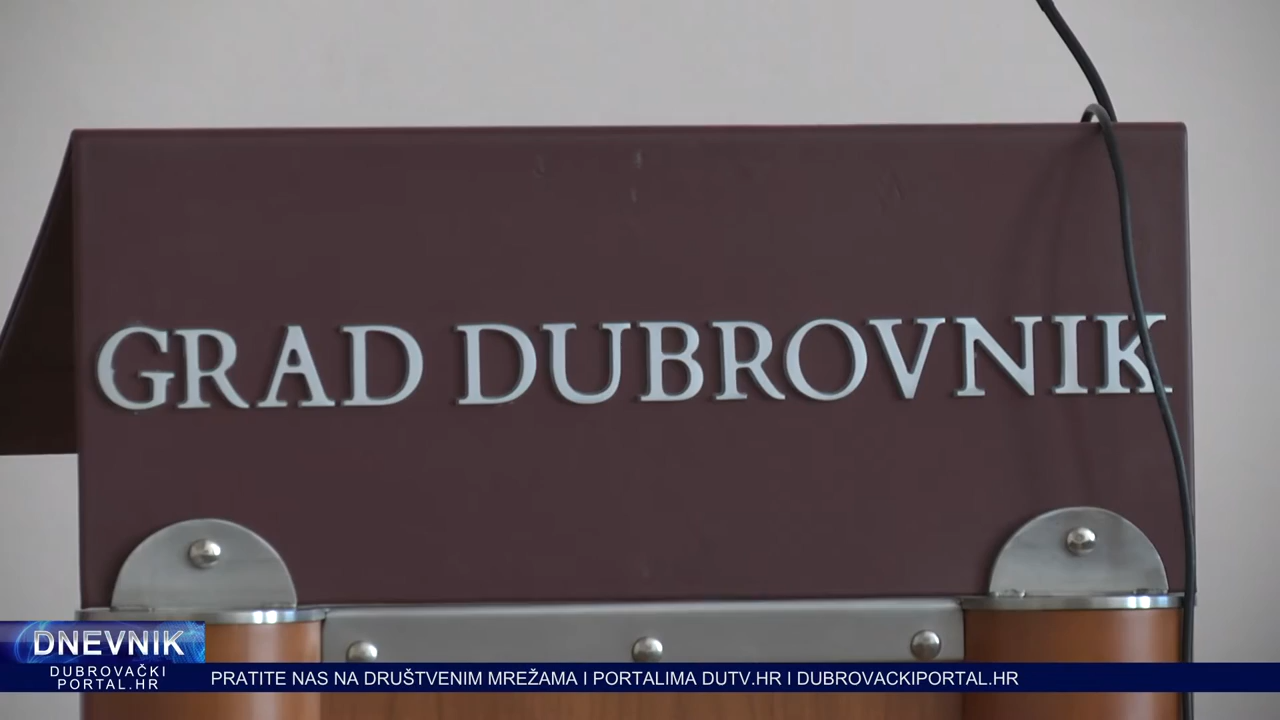 GRAD DUBROVNIK
DNEVNIK
DUBROVAČKI
PORTAL.HR
PRATITE NAS NA DRUŠTVENIM MREŽAMA I PORTALIMA DUTV.HR I DUBROVACKIPORTAL.HR